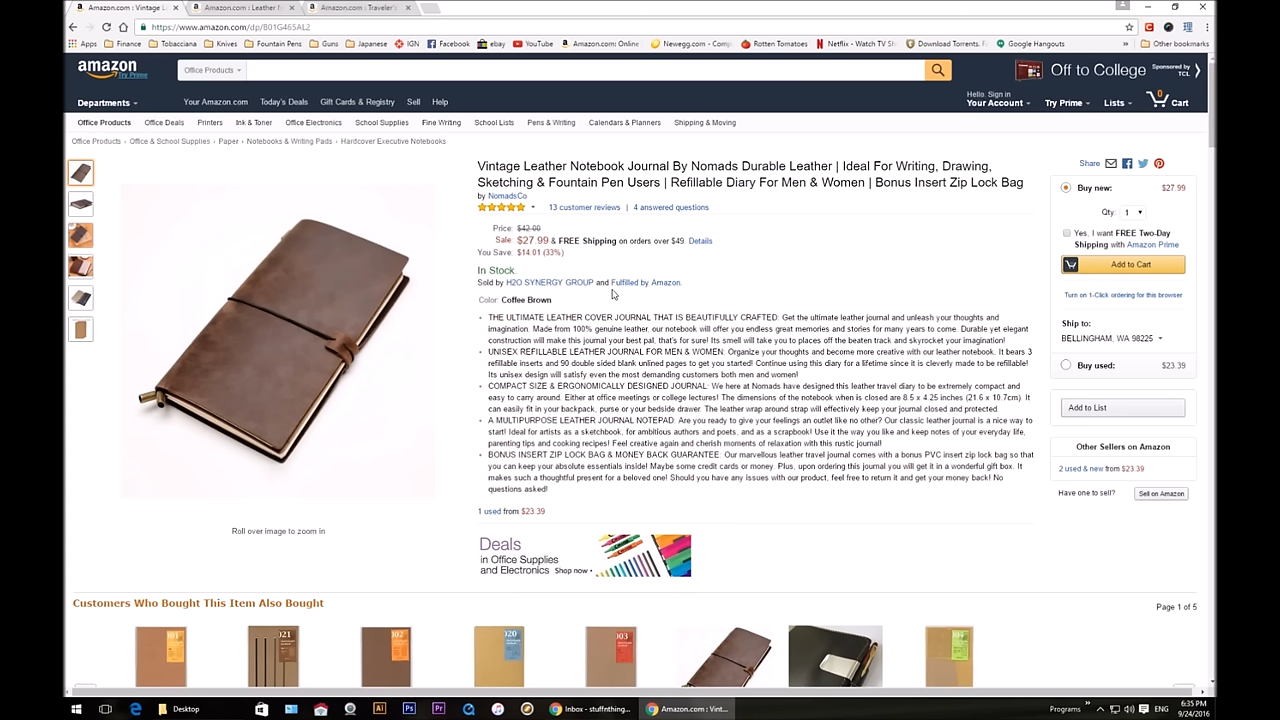 Amazon.com : Vintage L
Amazon.com : Leather N
Amazon.com : Traveler's
https://www.amazon.com/dp/B01G465AL2
Apps Finance Tobacciana Knives Fountain Pens Guns Japanese IGN Facebook ebay YouTube Amazon.com: Online Newegg.com - Comp Rotten Tomatoes Netflix - Watch TV Sh Download Torrents. F Google Hangouts » Other bookmarks
amazon
Try Prime
Office Products
Off to College
Sponsored by
TCL
Departments
Your Amazon.com Today's Deals Gift Cards & Registry Sell Help
Hello. Sign in
Your Account
Try Prime
Lists
0
Cart
Office Products Office Deals Printers Ink & Toner Office Electronics School Supplies Fine Writing School Lists Pens & Writing Calendars & Planners Shipping & Moving
Office Products › Office & School Supplies › Paper › Notebooks & Writing Pads › Hardcover Executive Notebooks
Vintage Leather Notebook Journal By Nomads Durable Leather | Ideal For Writing, Drawing,
Sketching & Fountain Pen Users | Refillable Diary For Men & Women | Bonus Insert Zip Lock Bag
by NomadsCo
13 customer reviews | 4 answered questions
Price: $42.00
Sale: $27.99 & FREE Shipping on orders over $49. Details
You Save: $14.01 (33%)
In Stock.
Sold by H2O SYNERGY GROUP and Fulfilled by Amazon.
Color: Coffee Brown
THE ULTIMATE LEATHER COVER JOURNAL THAT IS BEAUTIFULLY CRAFTED: Get the ultimate leather journal and unleash your thoughts and
imagination. Made from 100% genuine leather, our notebook will offer you endless great memories and stories for many years to come. Durable yet elegant
construction will make this journal your best pal, that's for sure! Its smell will take you to places off the beaten track and skyrocket your imagination!
UNISEX REFILLABLE LEATHER JOURNAL FOR MEN & WOMEN: Organize your thoughts and become more creative with our leather notebook. It bears 3
refillable inserts and 90 double sided blank unlined pages to get you started! Continue using this diary for a lifetime since it is cleverly made to be refillable!
Its unisex design will satisfy even the most demanding customers both men and women!
COMPACT SIZE & ERGONOMICALLY DESIGNED JOURNAL: We here at Nomads have designed this leather travel diary to be extremely compact and
easy to carry around. Either at office meetings or college lectures! The dimensions of the notebook when is closed are 8.5 x 4.25 inches (21.6 x 10.7cm). It
can easily fit in your backpack, purse or your bedside drawer. The leather wrap around strap will effectively keep your journal closed and protected.
A MULTIPURPOSE LEATHER JOURNAL NOTEPAD: Are you ready to give your feelings an outlet like no other? Our classic leather journal is a nice way to
start! Ideal for artists as a sketchbook, for ambitious authors and poets, and as a scrapbook! Use it the way you like and keep notes of your everyday life,
parenting tips and cooking recipes! Feel creative again and cherish moments of relaxation with this rustic journal!
BONUS INSERT ZIP LOCK BAG & MONEY BACK GUARANTEE: Our marvellous leather travel journal comes with a bonus PVC insert zip lock bag so that
you can keep your absolute essentials inside! Maybe some credit cards or money. Plus, upon ordering this journal you will get it in a wonderful gift box. It
makes such a thoughtful present for a beloved one! Should you have any issues with our product, feel free to return it and get your money back! No
questions asked!
1 used from $23.39
Roll over image to zoom in
Deals
in Office Supplies
and Electronics Shop now ›
Share
Buy new: $27.99
Qty: 1
Yes, I want FREE Two-Day
Shipping with Amazon Prime
Add to Cart
Turn on 1-Click ordering for this browser
Ship to:
BELLINGHAM, WA 98225
Buy used: $23.39
Add to List
Other Sellers on Amazon
2 used & new from $23.39
Have one to sell? Sell on Amazon
Customers Who Bought This Item Also Bought
Page 1 of 5
001 021 002 020 003 004
Desktop
Inbox - stuffnthing...
Amazon.com : Vint...
Programs » ENG
6:35 PM
9/24/2016